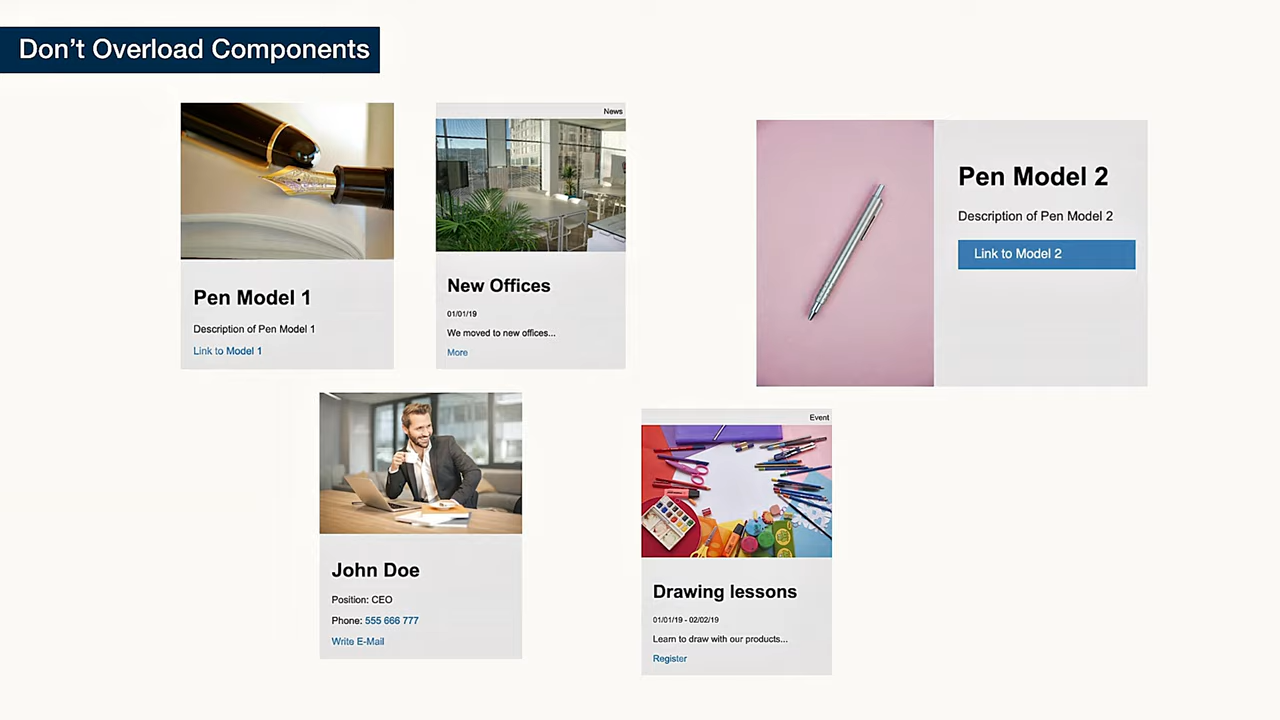 Don't Overload Components
Pen Model 1
Description of Pen Model 1
Link to Model 1
News
New Offices
01/01/19
We moved to new offices...
More
Pen Model 2
Description of Pen Model 2
Link to Model 2
John Doe
Position: CEO
Phone: 555 666 777
Write E-Mail
Event
Drawing lessons
01/01/19 - 02/02/19
Learn to draw with our products...
Register